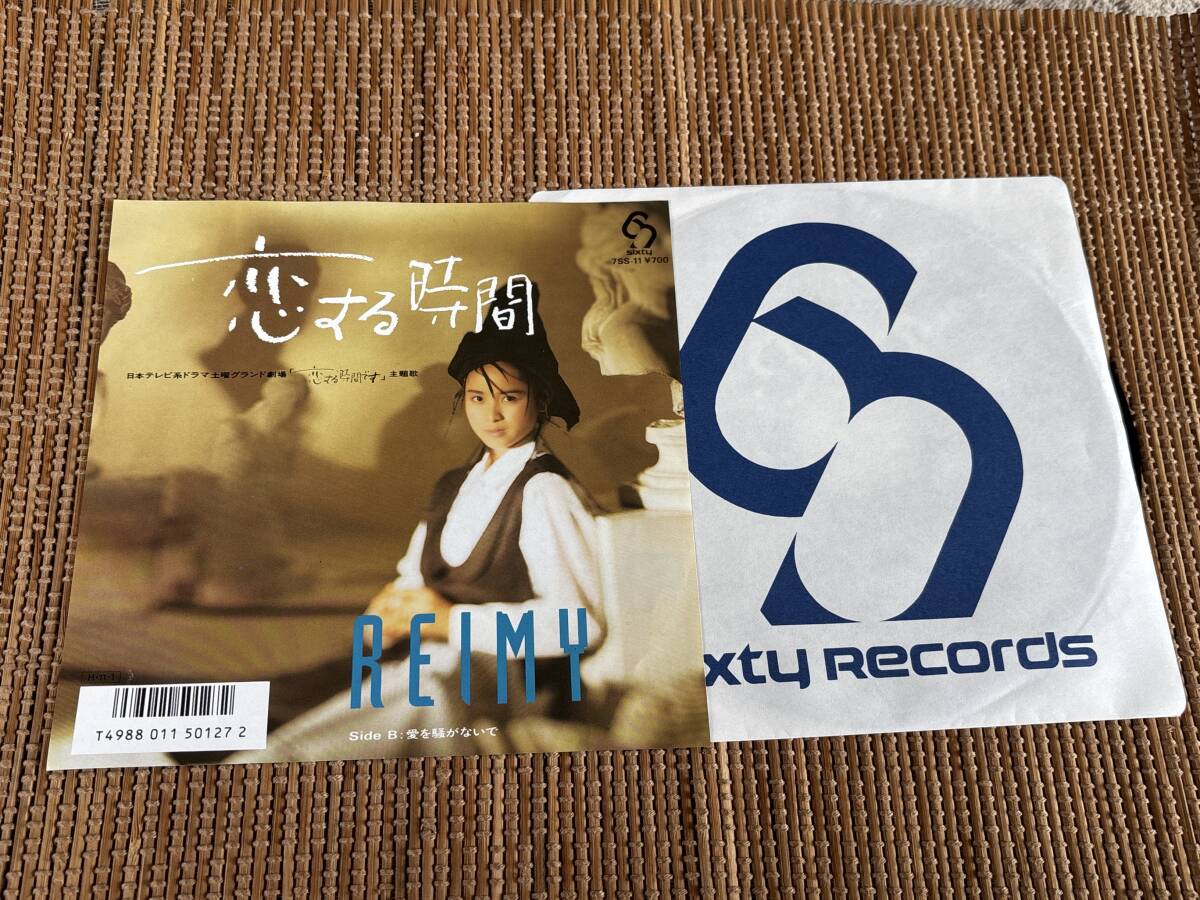 恋する時間
sixty
7SS-11 ¥700
日本テレビ系ドラマ土曜グランド劇場「恋する時間です」主題歌
REIMY
(H・11・1)
T4988 011 50127 2
Side B:愛を騒がないで
xty Records